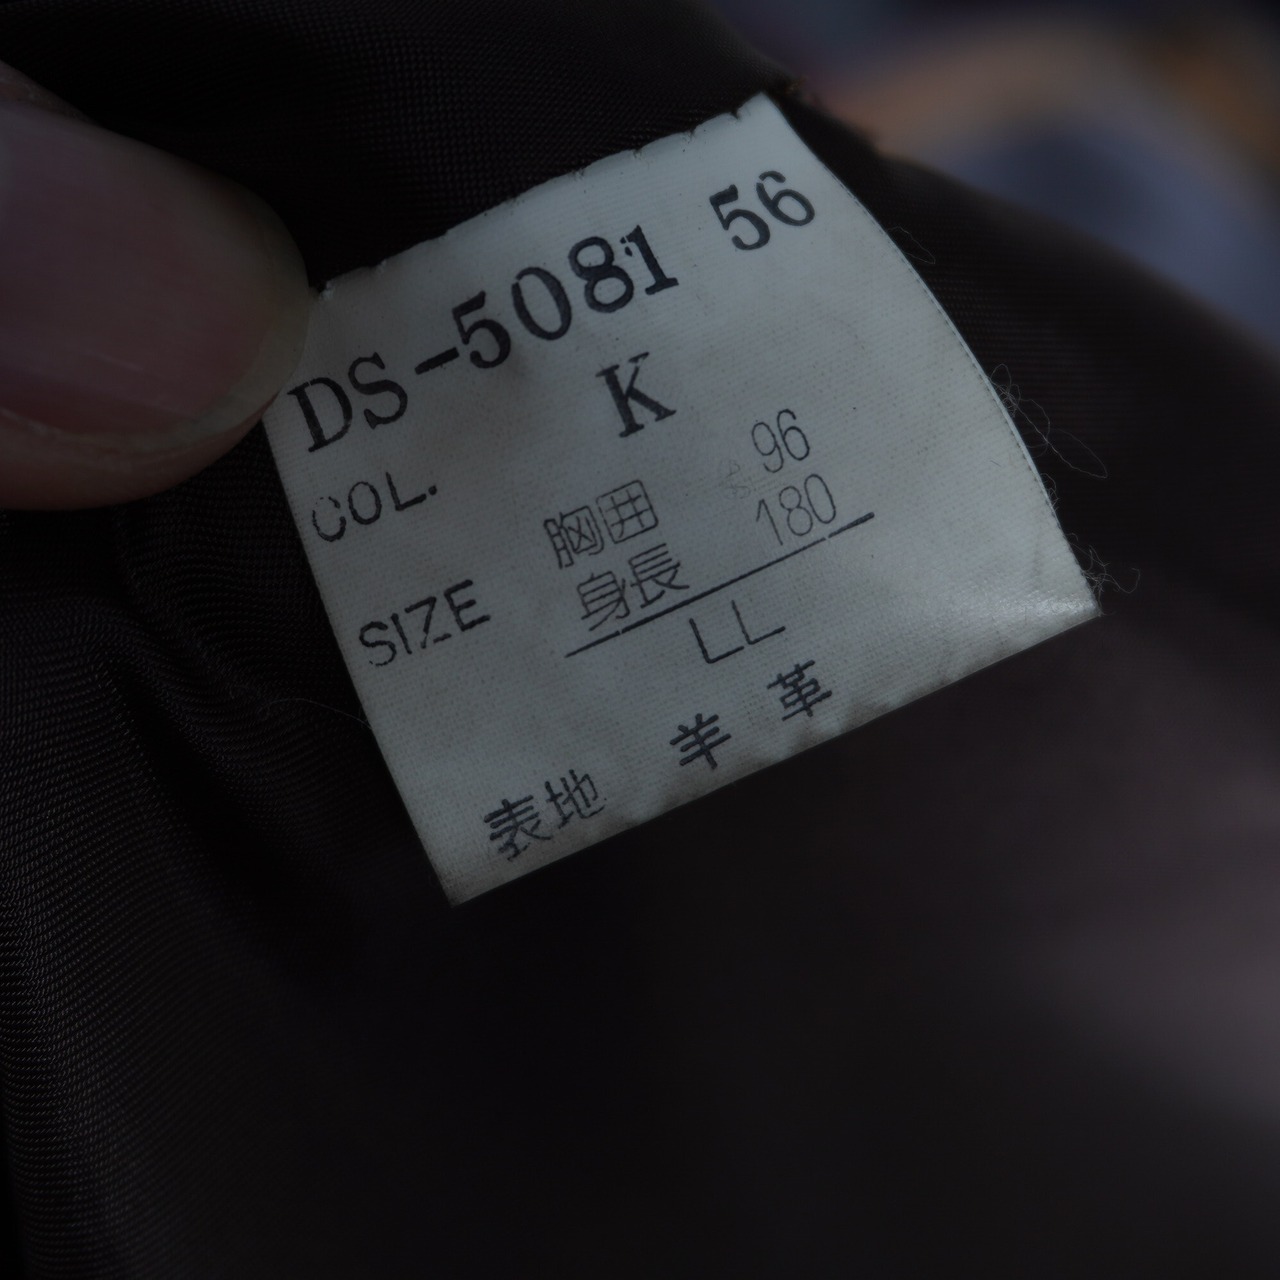 DS-5081 56
COL. K
SIZE 胸囲 96
身長 180
LL
表地 羊革